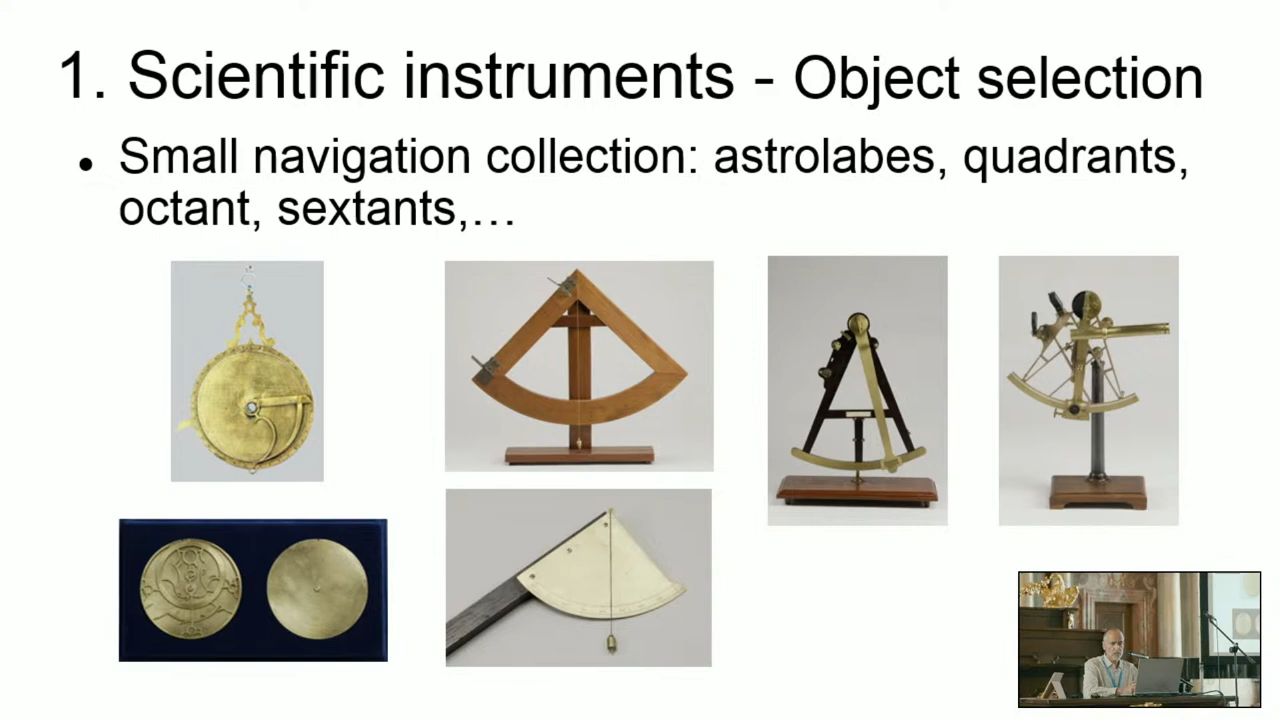 1. Scientific instruments - Object selection
• Small navigation collection: astrolabes, quadrants,
octant, sextants,…